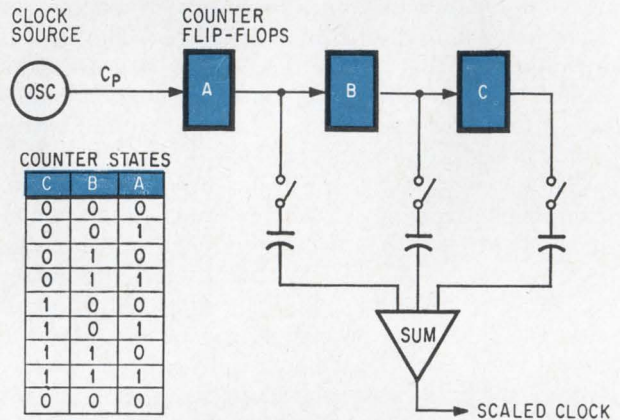 CLOCK SOURCE
COUNTER FLIP-FLOPS
OSC
CP
A
B
C
COUNTER STATES
C B A
0 0 0
0 0 1
0 1 0
0 1 1
1 0 0
1 0 1
1 1 0
1 1 1
0 0 0
SUM
SCALED CLOCK